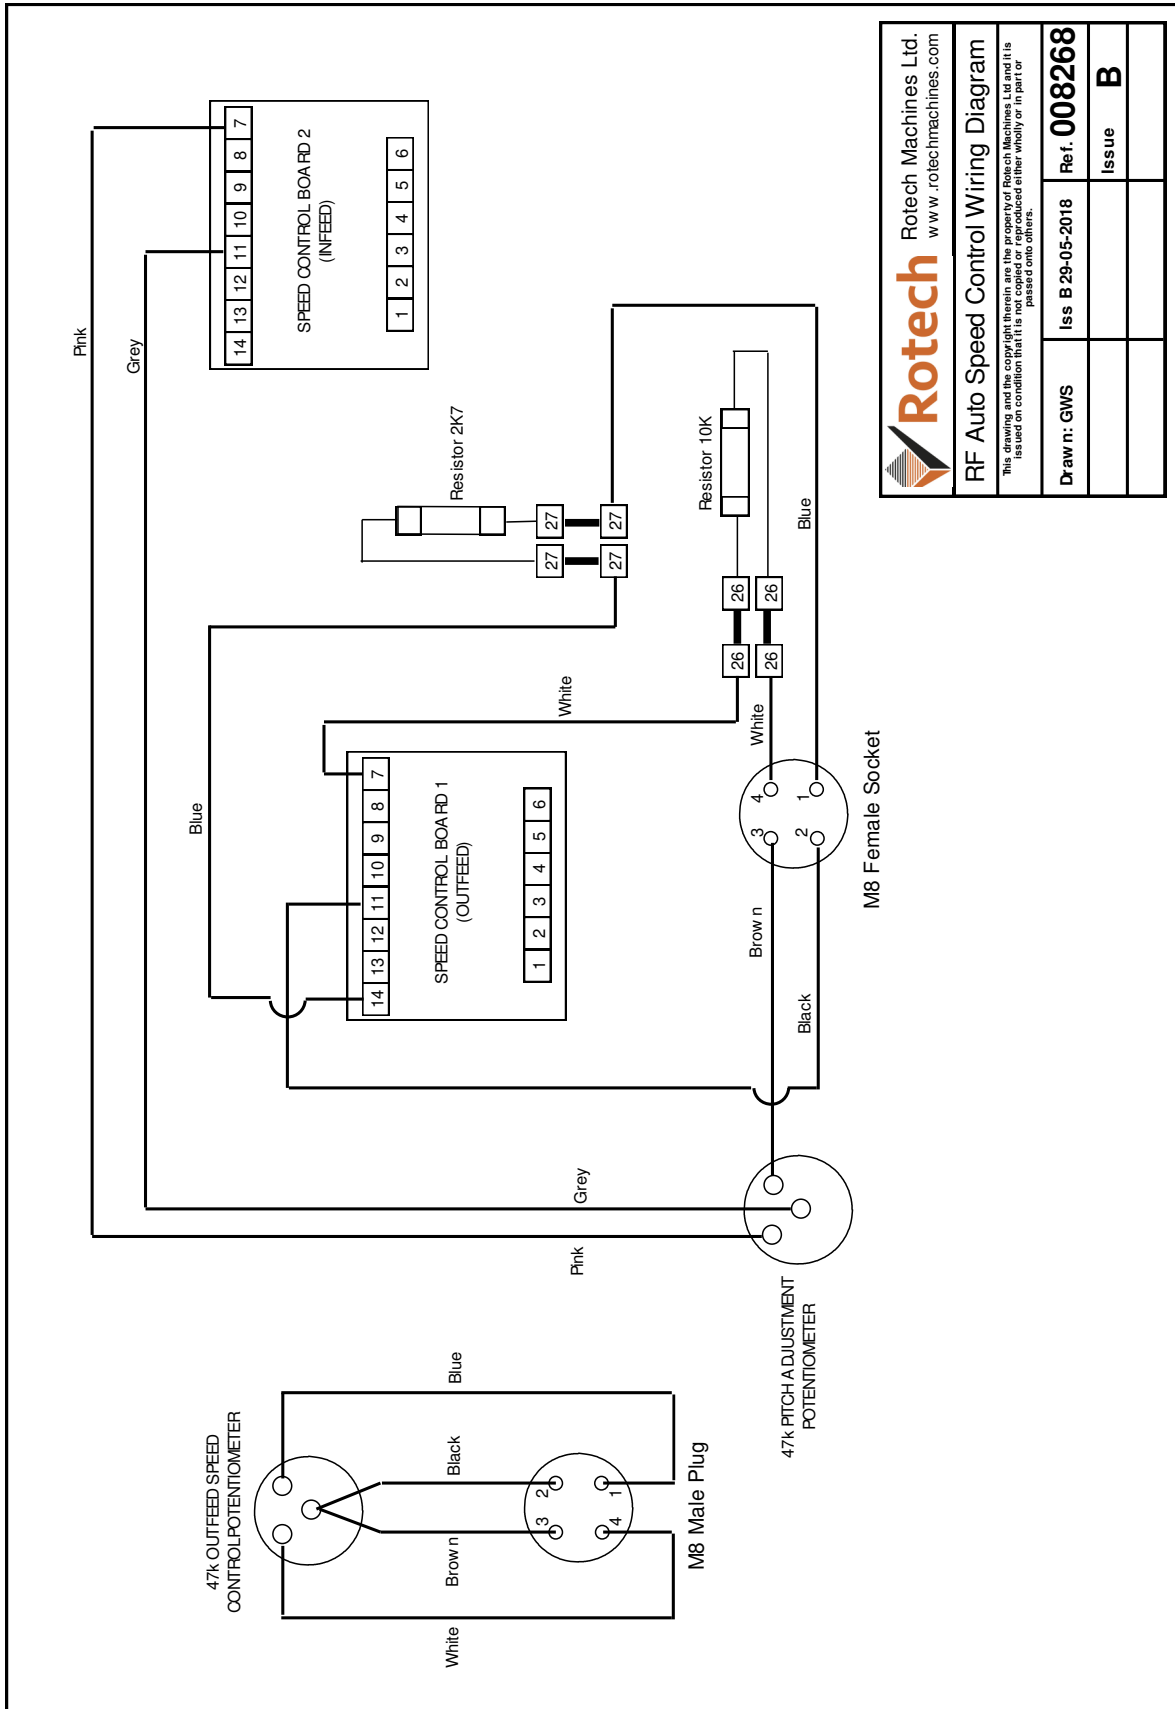 47k OUTFEED SPEED
CONTROL POTENTIOMETER
White
Brown
Black
Blue
3
2
4
1
M8 Male Plug
Pink
Grey
47k PITCH ADJUSTMENT
POTENTIOMETER
Pink
Grey
Blue
14
13
12
11
10
9
8
7
SPEED CONTROL BOARD 1
(OUTFEED)
1
2
3
4
5
6
Brown
Black
3
4
2
1
M8 Female Socket
White
White
26
26
26
26
Resistor 10K
Blue
27
27
27
27
Resistor 2K7
14
13
12
11
10
9
8
7
SPEED CONTROL BOARD 2
(INFEED)
1
2
3
4
5
6
Rotech
Rotech Machines Ltd.
www.rotechmachines.com
RF Auto Speed Control Wiring Diagram
This drawing and the copyright therein are the property of Rotech Machines Ltd and it is
issued on condition that it is not copied or reproduced either wholly or in part or
passed onto others.
Drawn: GWS
Iss B 29-05-2018
Ref. 008268
Issue B